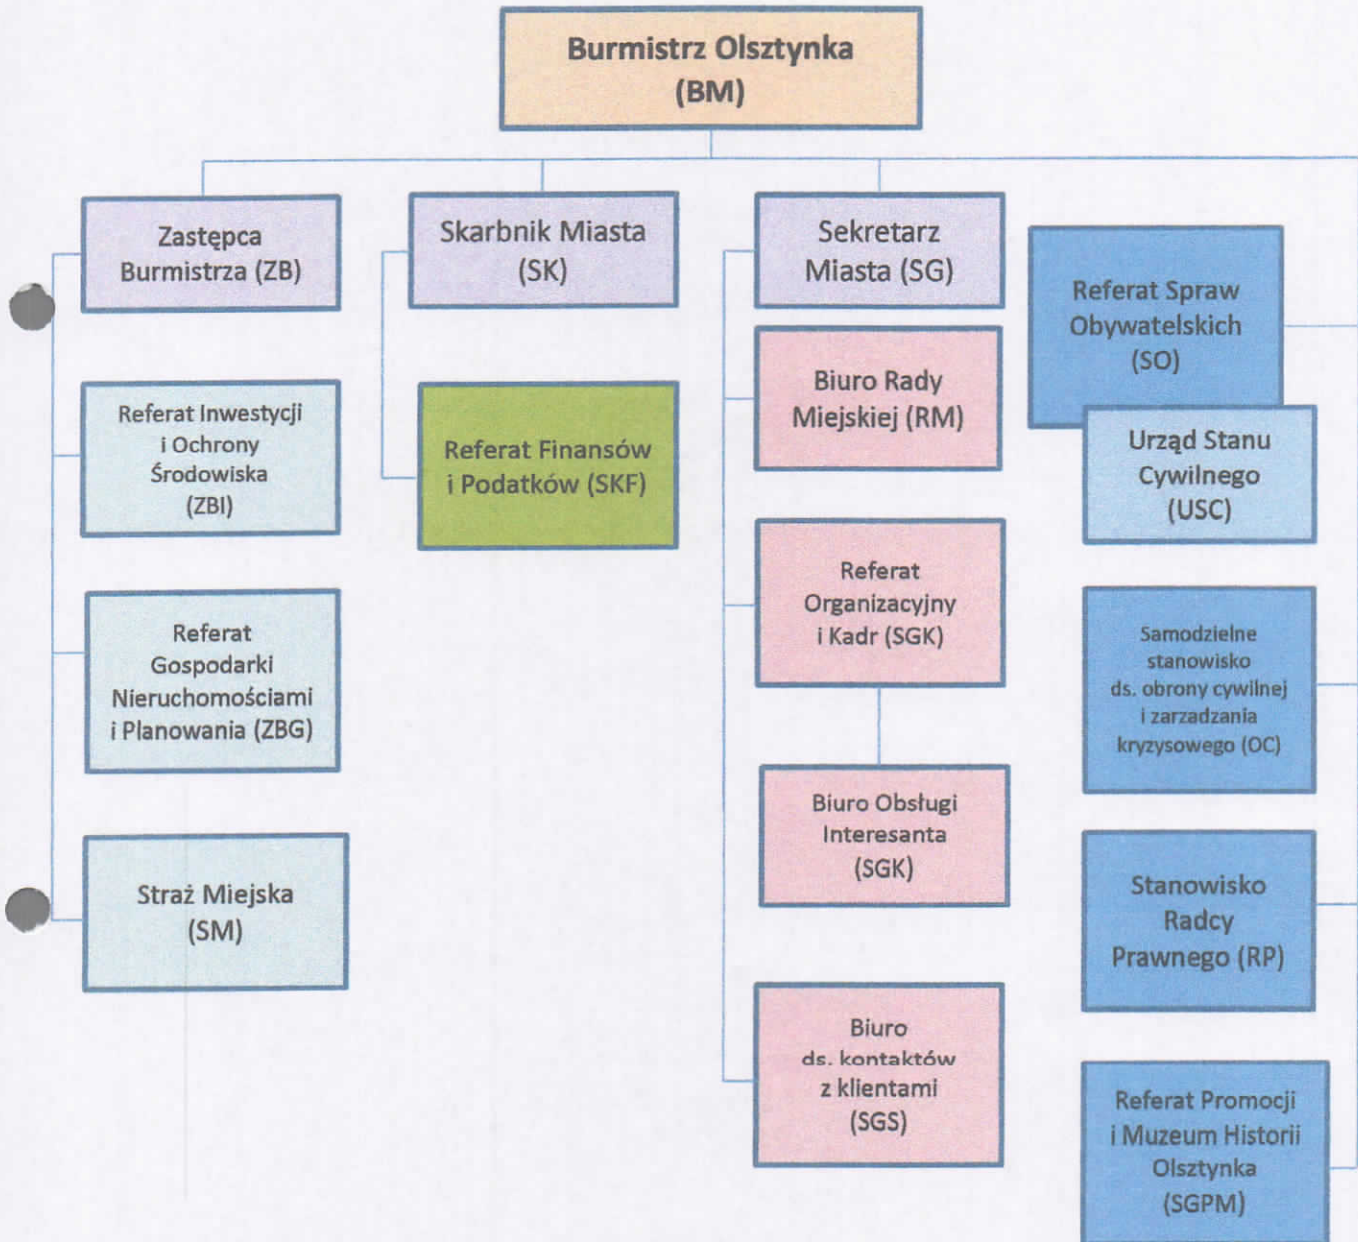 Burmistrz Olsztynka
(BM)
Zastępca
Burmistrza (ZB)
Skarbnik Miasta
(SK)
Sekretarz
Miasta (SG)
Referat Spraw
Obywatelskich
(SO)
Urząd Stanu
Cywilnego
(USC)
Referat Inwestycji
i Ochrony
Środowiska
(ZBI)
Referat Finansów
i Podatków (SKF)
Biuro Rady
Miejskiej (RM)
Referat
Organizacyjny
i Kadr (SGK)
Referat
Gospodarki
Nieruchomościami
i Planowania (ZBG)
Samodzielne
stanowisko
ds. obrony cywilnej
i zarzadzania
kryzysowego (OC)
Biuro Obsługi
Interesanta
(SGK)
Straż Miejska
(SM)
Stanowisko
Radcy
Prawnego (RP)
Biuro
ds. kontaktów
z klientami
(SGS)
Referat Promocji
i Muzeum Historii
Olsztynka
(SGPM)